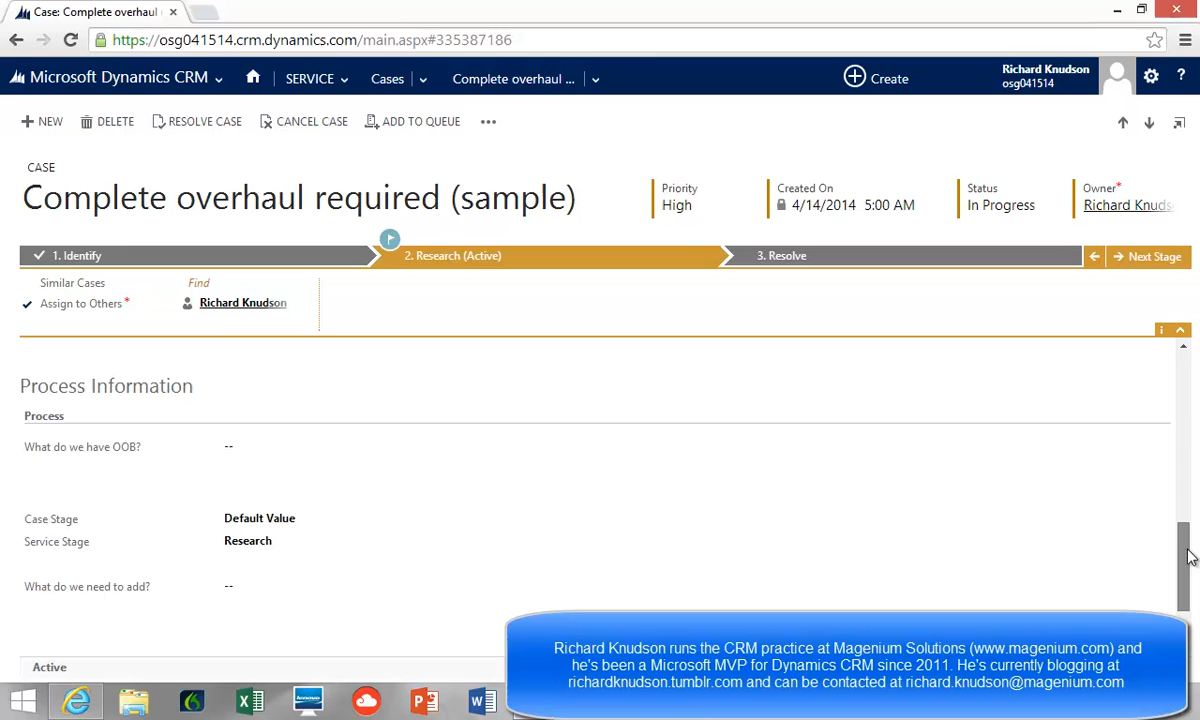 Case: Complete overhaul
https://osg041514.crm.dynamics.com/main.aspx#335387186
Microsoft Dynamics CRM
SERVICE
Cases
Complete overhaul ...
Create
Richard Knudson
osg041514
?
NEW
DELETE
RESOLVE CASE
CANCEL CASE
ADD TO QUEUE
•••
CASE
Complete overhaul required (sample)
Priority
High
Created On
4/14/2014 5:00 AM
Status
In Progress
Owner*
Richard Knuds
1. Identify
2. Research (Active)
3. Resolve
Next Stage
Similar Cases
Find
Assign to Others *
Richard Knudson
i
Process Information
Process
What do we have OOB?
--
Case Stage
Default Value
Service Stage
Research
What do we need to add?
--
Active
Richard Knudson runs the CRM practice at Magenium Solutions (www.magenium.com) and
he's been a Microsoft MVP for Dynamics CRM since 2011. He's currently blogging at
richardknudson.tumblr.com and can be contacted at richard.knudson@magenium.com